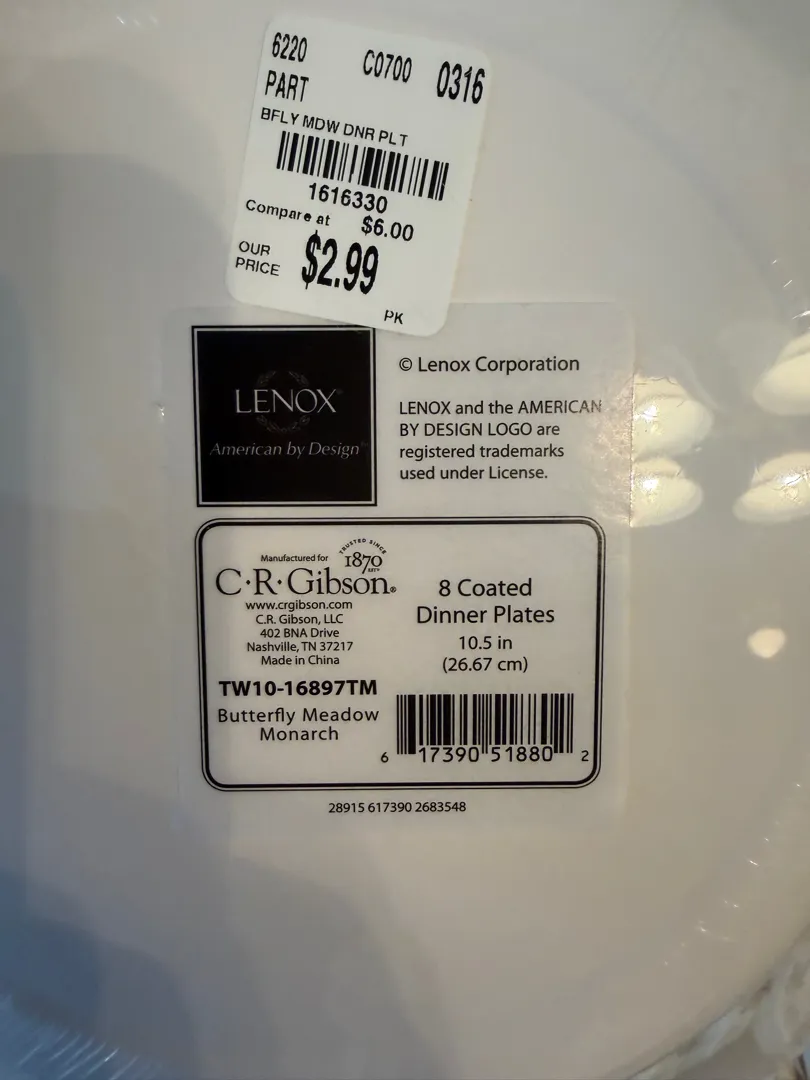 6220 C0700 0316
PART
BFLY MDW DNR PLT
1616330
Compare at $6.00
OUR PRICE $2.99
PK
LENOX®
American by Design™
© Lenox Corporation
LENOX and the AMERICAN
BY DESIGN LOGO are
registered trademarks
used under License.
Manufactured for
TRUSTED SINCE
1870
C·R·Gibson®
www.crgibson.com
C.R. Gibson, LLC
402 BNA Drive
Nashville, TN 37217
Made in China
TW10-16897TM
Butterfly Meadow
Monarch
8 Coated
Dinner Plates
10.5 in
(26.67 cm)
6 17390 51880 2
28915 617390 2683548